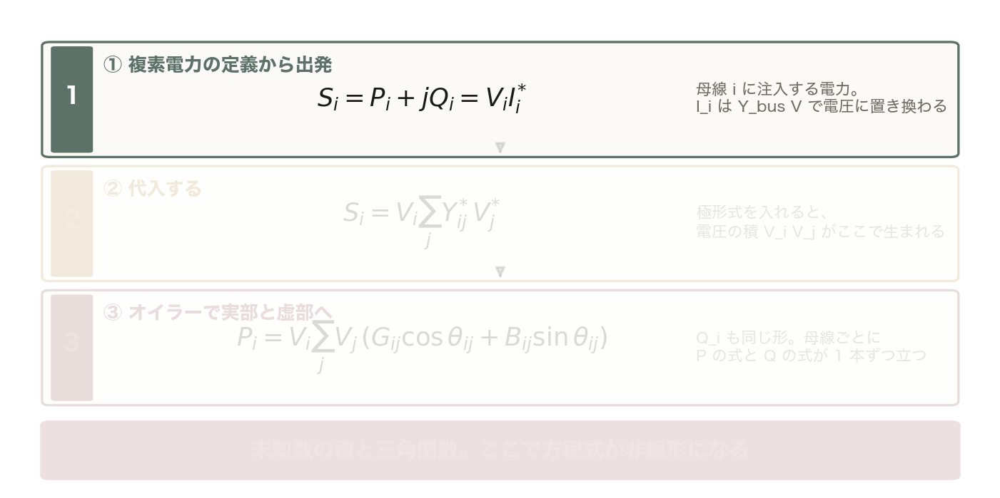 1
① 複素電力の定義から出発
S_i = P_i + jQ_i = V_i I_i^*
母線 i に注入する電力。
I_i は Y_bus V で電圧に置き換わる
2
② 代入する
S_i = V_i ∑_j Y_{ij}^* V_j^*
極形式を入れると、
電圧の積 V_i V_j がここで生まれる
3
③ オイラーで実部と虚部へ
P_i = V_i ∑_j V_j (G_{ij} cos θ_{ij} + B_{ij} sin θ_{ij})
Q_i も同じ形。母線ごとに
P の式と Q の式が 1 本ずつ立つ
未知数の積と三角関数。ここで方程式が非線形になる